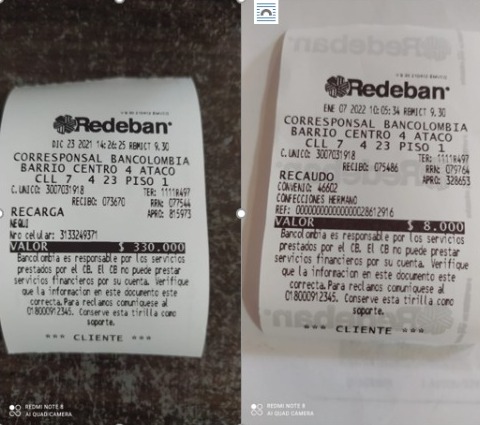 Redeban
DIC 23 2021 14:26:25 RBMICT 9.30
CORRESPONSAL BANCOLOMBIA
BARRIO CENTRO 4 ATACO
CLL 7 4 23 PISO 1
C.UNICO: 3007031918 TER: 11118497
RECIBO: 073670 RRN: 077544
RECARGA APRO: 815973
NEQUI
Nro celular: 3133249371
VALOR $ 330.000
Bancolombia es responsable por los servicios
prestados por el CB. El CB no puede prestar
servicios financieros por su cuenta. Verifique
que la informacion en este documento este
correcta. Para reclamos comuniquese al
018000912345. Conserve esta tirilla como
soporte.
*** CLIENTE ***
REDMI NOTE 8
AI QUAD CAMERA
Redeban
ENE 07 2022 10:05:34 RBMICT 9.30
CORRESPONSAL BANCOLOMBIA
BARRIO CENTRO 4 ATACO
CLL 7 4 23 PISO 1
C.UNICO: 3007031918 TER: 11118497
RECIBO: 075486 RRN: 079764
RECAUDO APRO: 328653
CONVENIO: 46602
CONFECCIONES HERMANO
REF: 00000000000000028612916
VALOR $ 8.000
Bancolombia es responsable por los servicios
prestados por el CB. El CB no puede prestar
servicios financieros por su cuenta. Verifique
que la informacion en este documento este
correcta. Para reclamos comuniquese al
018000912345. Conserve esta tirilla como
soporte.
*** CLIENTE ***
REDMI NOTE 8
AI QUAD CAMERA